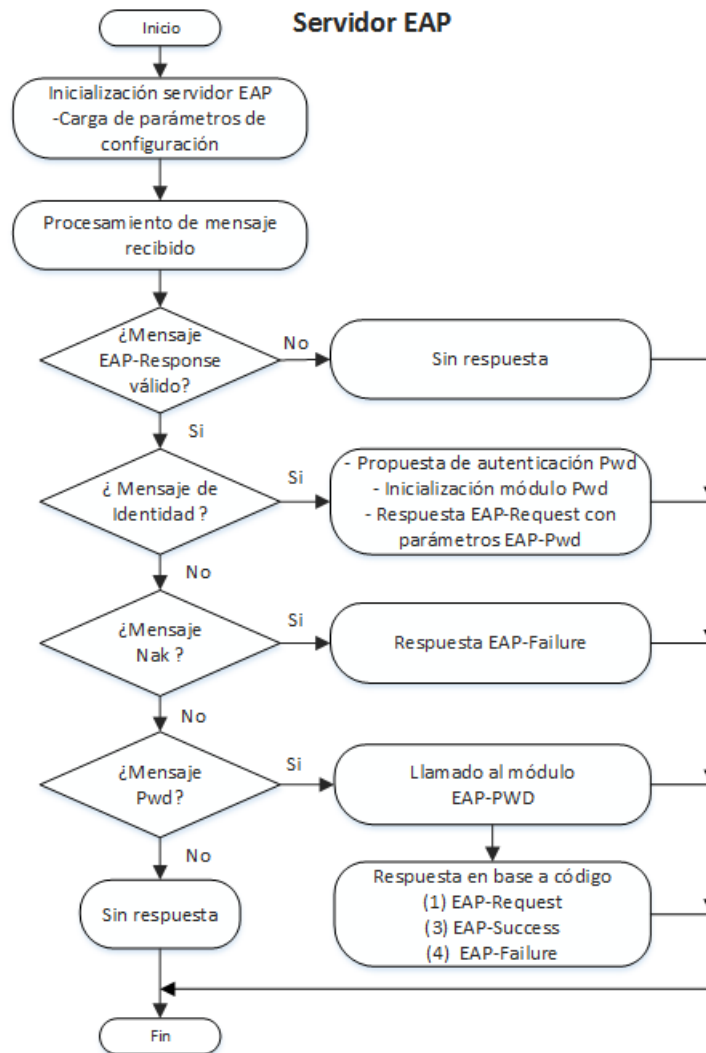 Servidor EAP
Inicio
Inicialización servidor EAP
-Carga de parámetros de
configuración
Procesamiento de mensaje
recibido
¿Mensaje
EAP-Response
válido?
No
Sin respuesta
Si
¿ Mensaje de
Identidad ?
Si
- Propuesta de autenticación Pwd
- Inicialización módulo Pwd
- Respuesta EAP-Request con
parámetros EAP-Pwd
No
¿Mensaje
Nak ?
Si
Respuesta EAP-Failure
No
¿Mensaje
Pwd?
Si
Llamado al módulo
EAP-PWD
No
Respuesta en base a código
(1) EAP-Request
(3) EAP-Success
(4) EAP-Failure
Sin respuesta
Fin